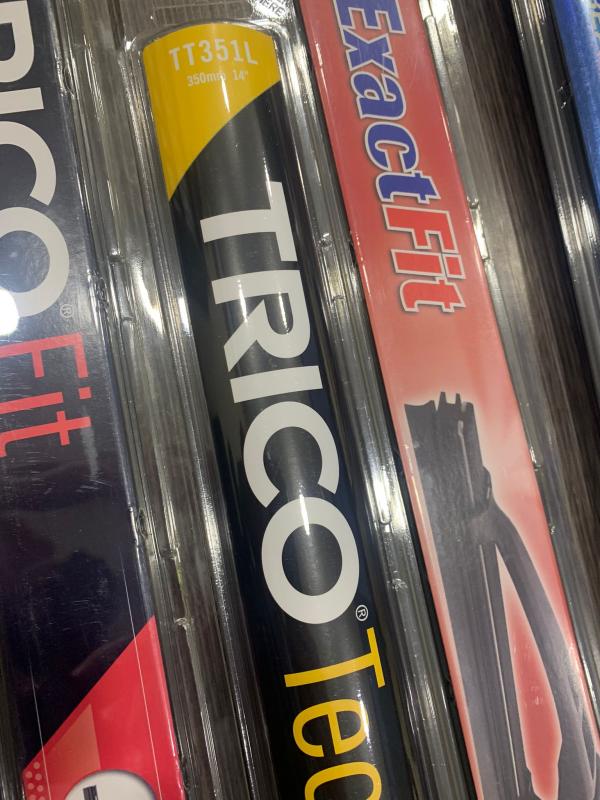 TT351L
350mm 14"
TRICO® Tec
ExactFit
RICO® Fit